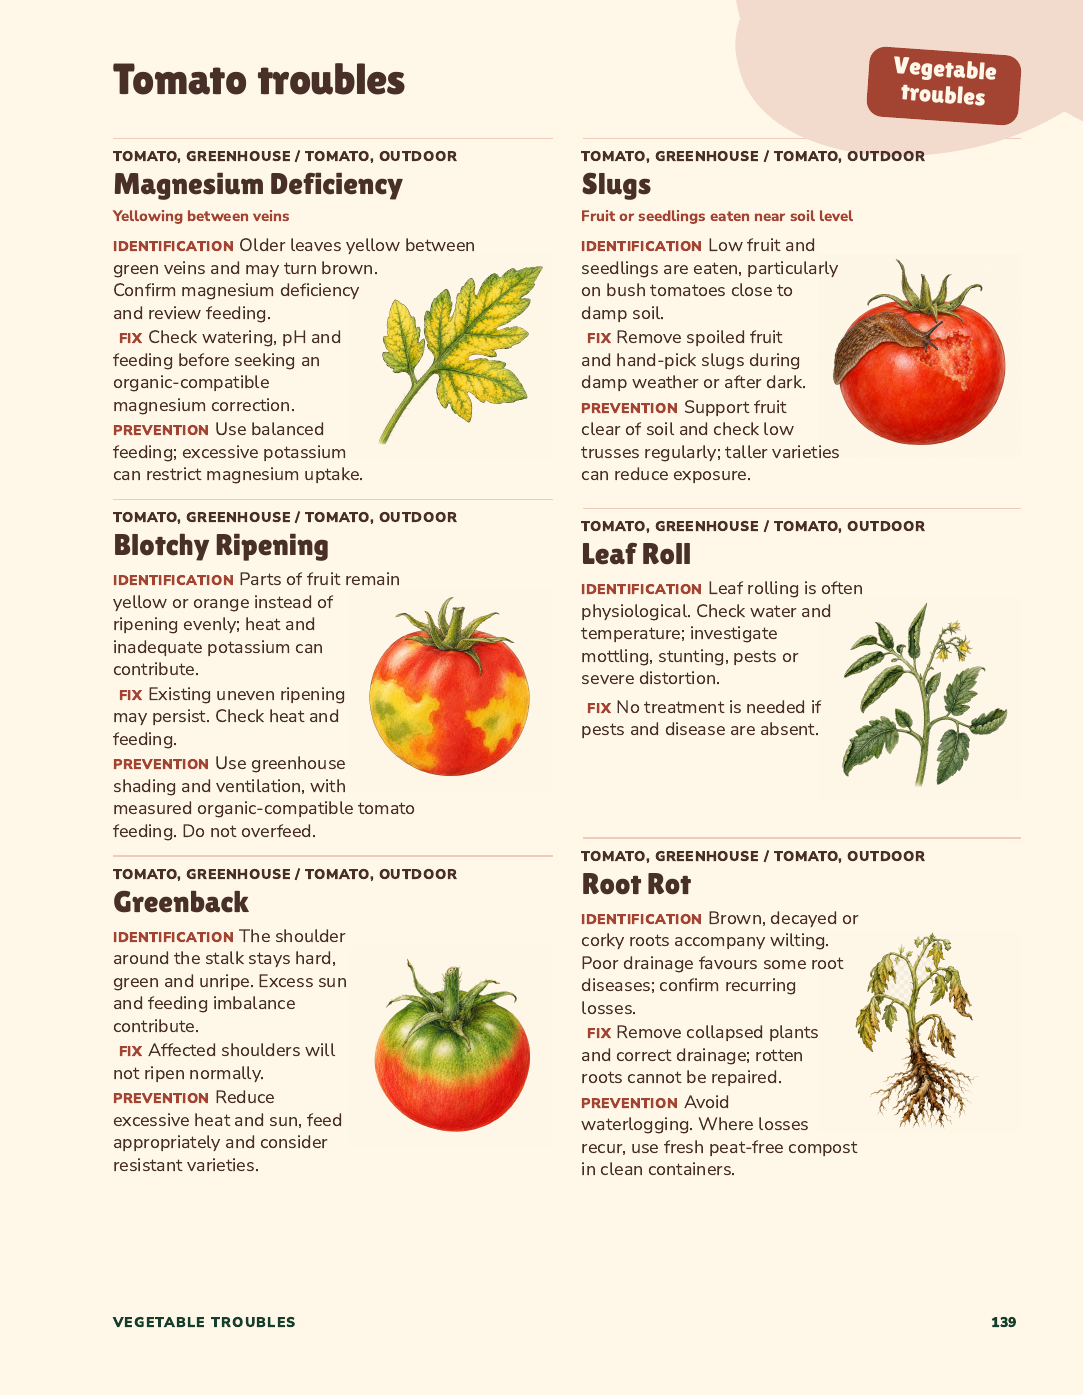 Tomato troubles
Vegetable
troubles
TOMATO, GREENHOUSE / TOMATO, OUTDOOR
Magnesium Deficiency
Yellowing between veins
IDENTIFICATION Older leaves yellow between
green veins and may turn brown.
Confirm magnesium deficiency
and review feeding.
FIX Check watering, pH and
feeding before seeking an
organic-compatible
magnesium correction.
PREVENTION Use balanced
feeding; excessive potassium
can restrict magnesium uptake.
TOMATO, GREENHOUSE / TOMATO, OUTDOOR
Blotchy Ripening
IDENTIFICATION Parts of fruit remain
yellow or orange instead of
ripening evenly; heat and
inadequate potassium can
contribute.
FIX Existing uneven ripening
may persist. Check heat and
feeding.
PREVENTION Use greenhouse
shading and ventilation, with
measured organic-compatible tomato
feeding. Do not overfeed.
TOMATO, GREENHOUSE / TOMATO, OUTDOOR
Greenback
IDENTIFICATION The shoulder
around the stalk stays hard,
green and unripe. Excess sun
and feeding imbalance
contribute.
FIX Affected shoulders will
not ripen normally.
PREVENTION Reduce
excessive heat and sun, feed
appropriately and consider
resistant varieties.
TOMATO, GREENHOUSE / TOMATO, OUTDOOR
Slugs
Fruit or seedlings eaten near soil level
IDENTIFICATION Low fruit and
seedlings are eaten, particularly
on bush tomatoes close to
damp soil.
FIX Remove spoiled fruit
and hand-pick slugs during
damp weather or after dark.
PREVENTION Support fruit
clear of soil and check low
trusses regularly; taller varieties
can reduce exposure.
TOMATO, GREENHOUSE / TOMATO, OUTDOOR
Leaf Roll
IDENTIFICATION Leaf rolling is often
physiological. Check water and
temperature; investigate
mottling, stunting, pests or
severe distortion.
FIX No treatment is needed if
pests and disease are absent.
TOMATO, GREENHOUSE / TOMATO, OUTDOOR
Root Rot
IDENTIFICATION Brown, decayed or
corky roots accompany wilting.
Poor drainage favours some root
diseases; confirm recurring
losses.
FIX Remove collapsed plants
and correct drainage; rotten
roots cannot be repaired.
PREVENTION Avoid
waterlogging. Where losses
recur, use fresh peat-free compost
in clean containers.
VEGETABLE TROUBLES
139